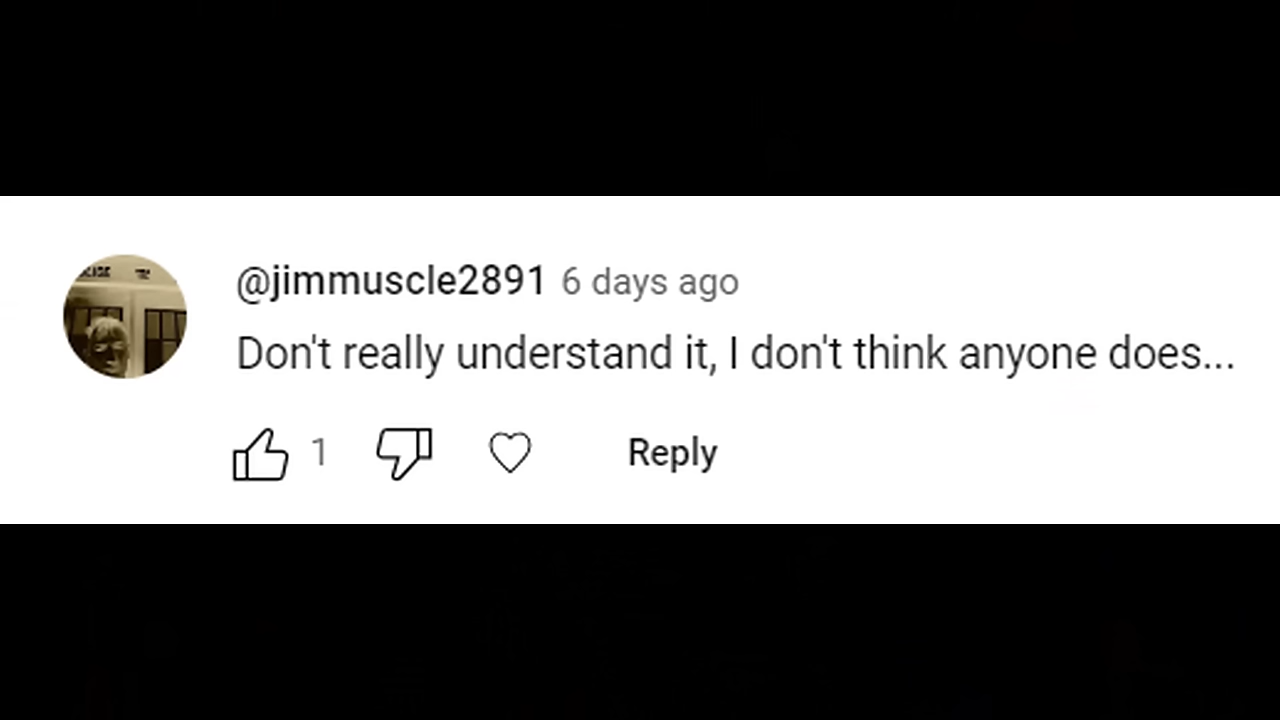 @jimmuscle2891 6 days ago
Don't really understand it, I don't think anyone does...
1 Reply